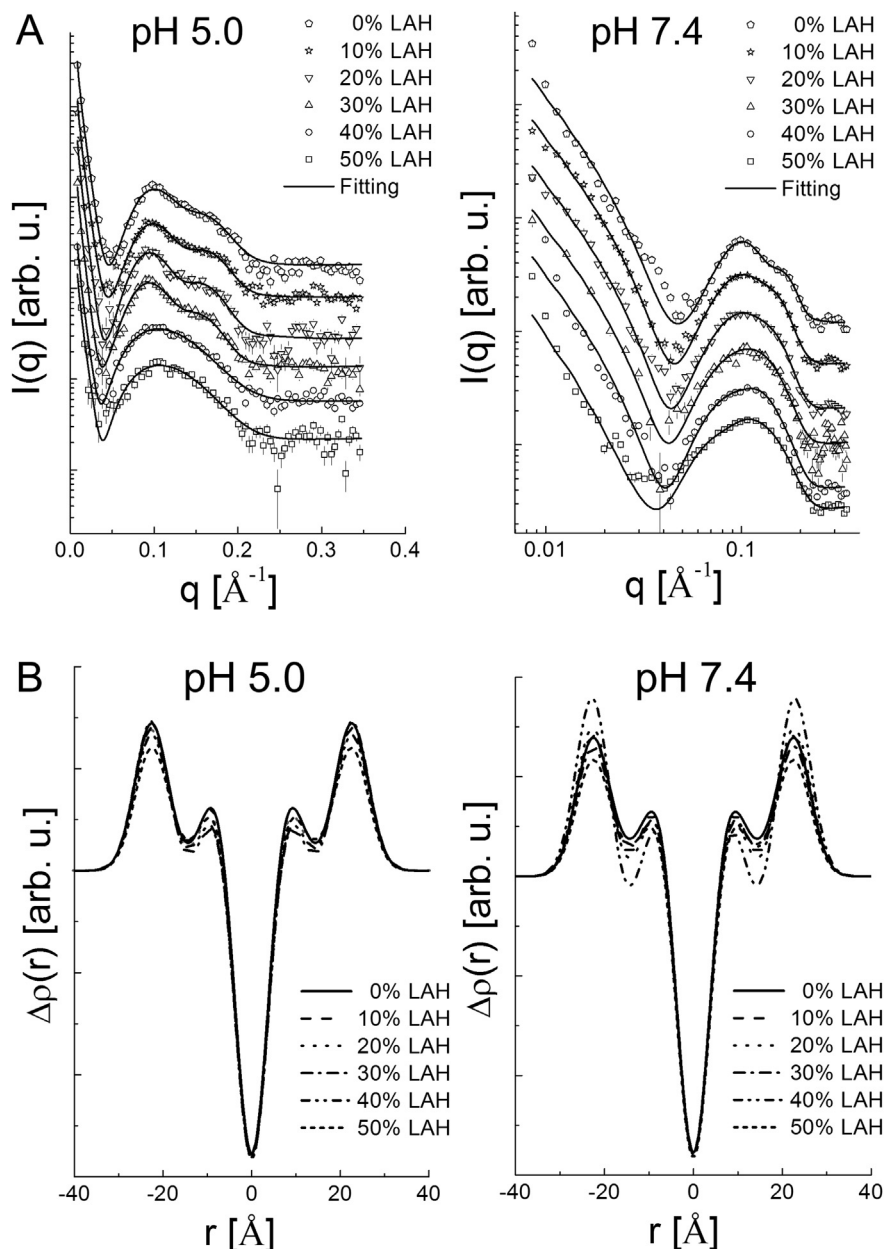 A
pH 5.0
0% LAH
10% LAH
20% LAH
30% LAH
40% LAH
50% LAH
Fitting
I(q) [arb. u.]
0.0
0.1
0.2
0.3
0.4
q [Å⁻¹]
pH 7.4
0% LAH
10% LAH
20% LAH
30% LAH
40% LAH
50% LAH
Fitting
I(q) [arb. u.]
0.01
0.1
q [Å⁻¹]
B
pH 5.0
Δρ(r) [arb. u.]
0% LAH
10% LAH
20% LAH
30% LAH
40% LAH
50% LAH
-40
-20
0
20
40
r [Å]
pH 7.4
Δρ(r) [arb. u.]
0% LAH
10% LAH
20% LAH
30% LAH
40% LAH
50% LAH
-40
-20
0
20
40
r [Å]